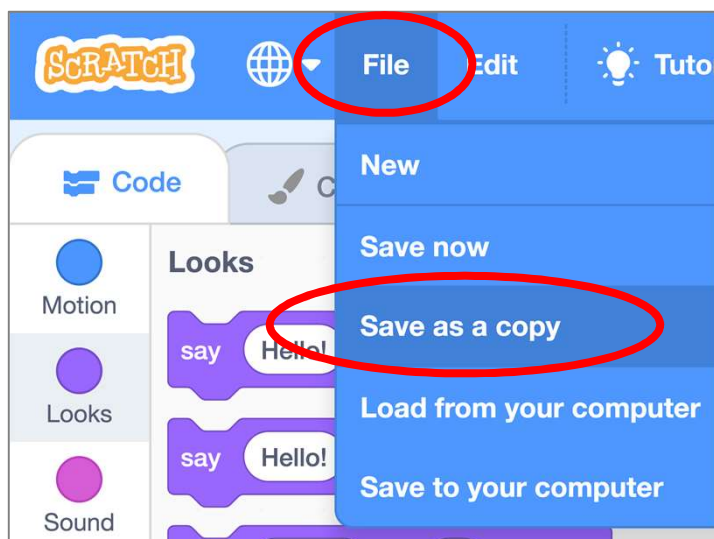 SCRATCH File Edit Tuto
Code C
New
Looks
Save now
Motion
Save as a copy
say Hello!
Looks
Load from your computer
say Hello!
Save to your computer
Sound